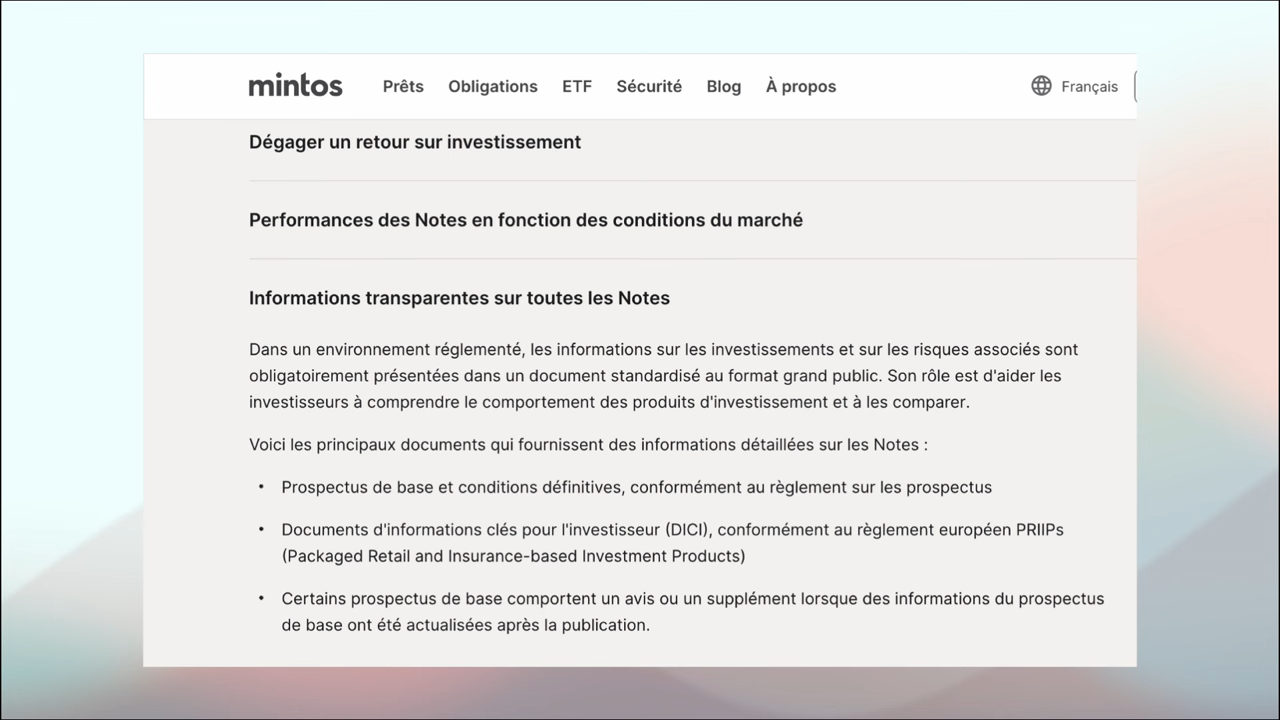 mintos Prêts Obligations ETF Sécurité Blog À propos Français
Dégager un retour sur investissement
Performances des Notes en fonction des conditions du marché
Informations transparentes sur toutes les Notes
Dans un environnement réglementé, les informations sur les investissements et sur les risques associés sont
obligatoirement présentées dans un document standardisé au format grand public. Son rôle est d'aider les
investisseurs à comprendre le comportement des produits d'investissement et à les comparer.
Voici les principaux documents qui fournissent des informations détaillées sur les Notes :
• Prospectus de base et conditions définitives, conformément au règlement sur les prospectus
• Documents d'informations clés pour l'investisseur (DICI), conformément au règlement européen PRIIPs
(Packaged Retail and Insurance-based Investment Products)
• Certains prospectus de base comportent un avis ou un supplément lorsque des informations du prospectus
de base ont été actualisées après la publication.